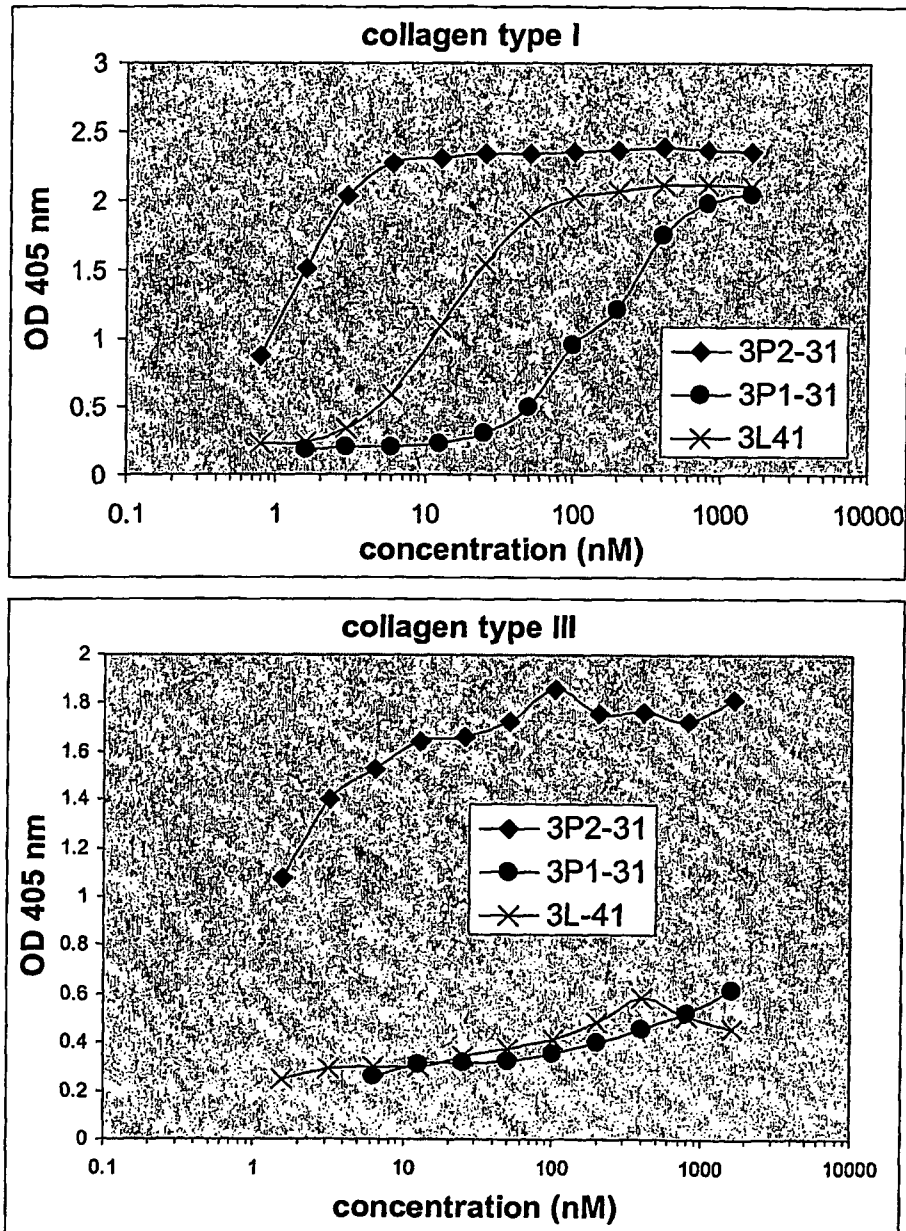 collagen type I
3
2.5
2
1.5
1
0.5
0
OD 405 nm
3P2-31
3P1-31
3L41
0.1 1 10 100 1000 10000
concentration (nM)
collagen type III
2
1.8
1.6
1.4
1.2
1
0.8
0.6
0.4
0.2
0
OD 405 nm
3P2-31
3P1-31
3L-41
0.1 1 10 100 1000 10000
concentration (nM)